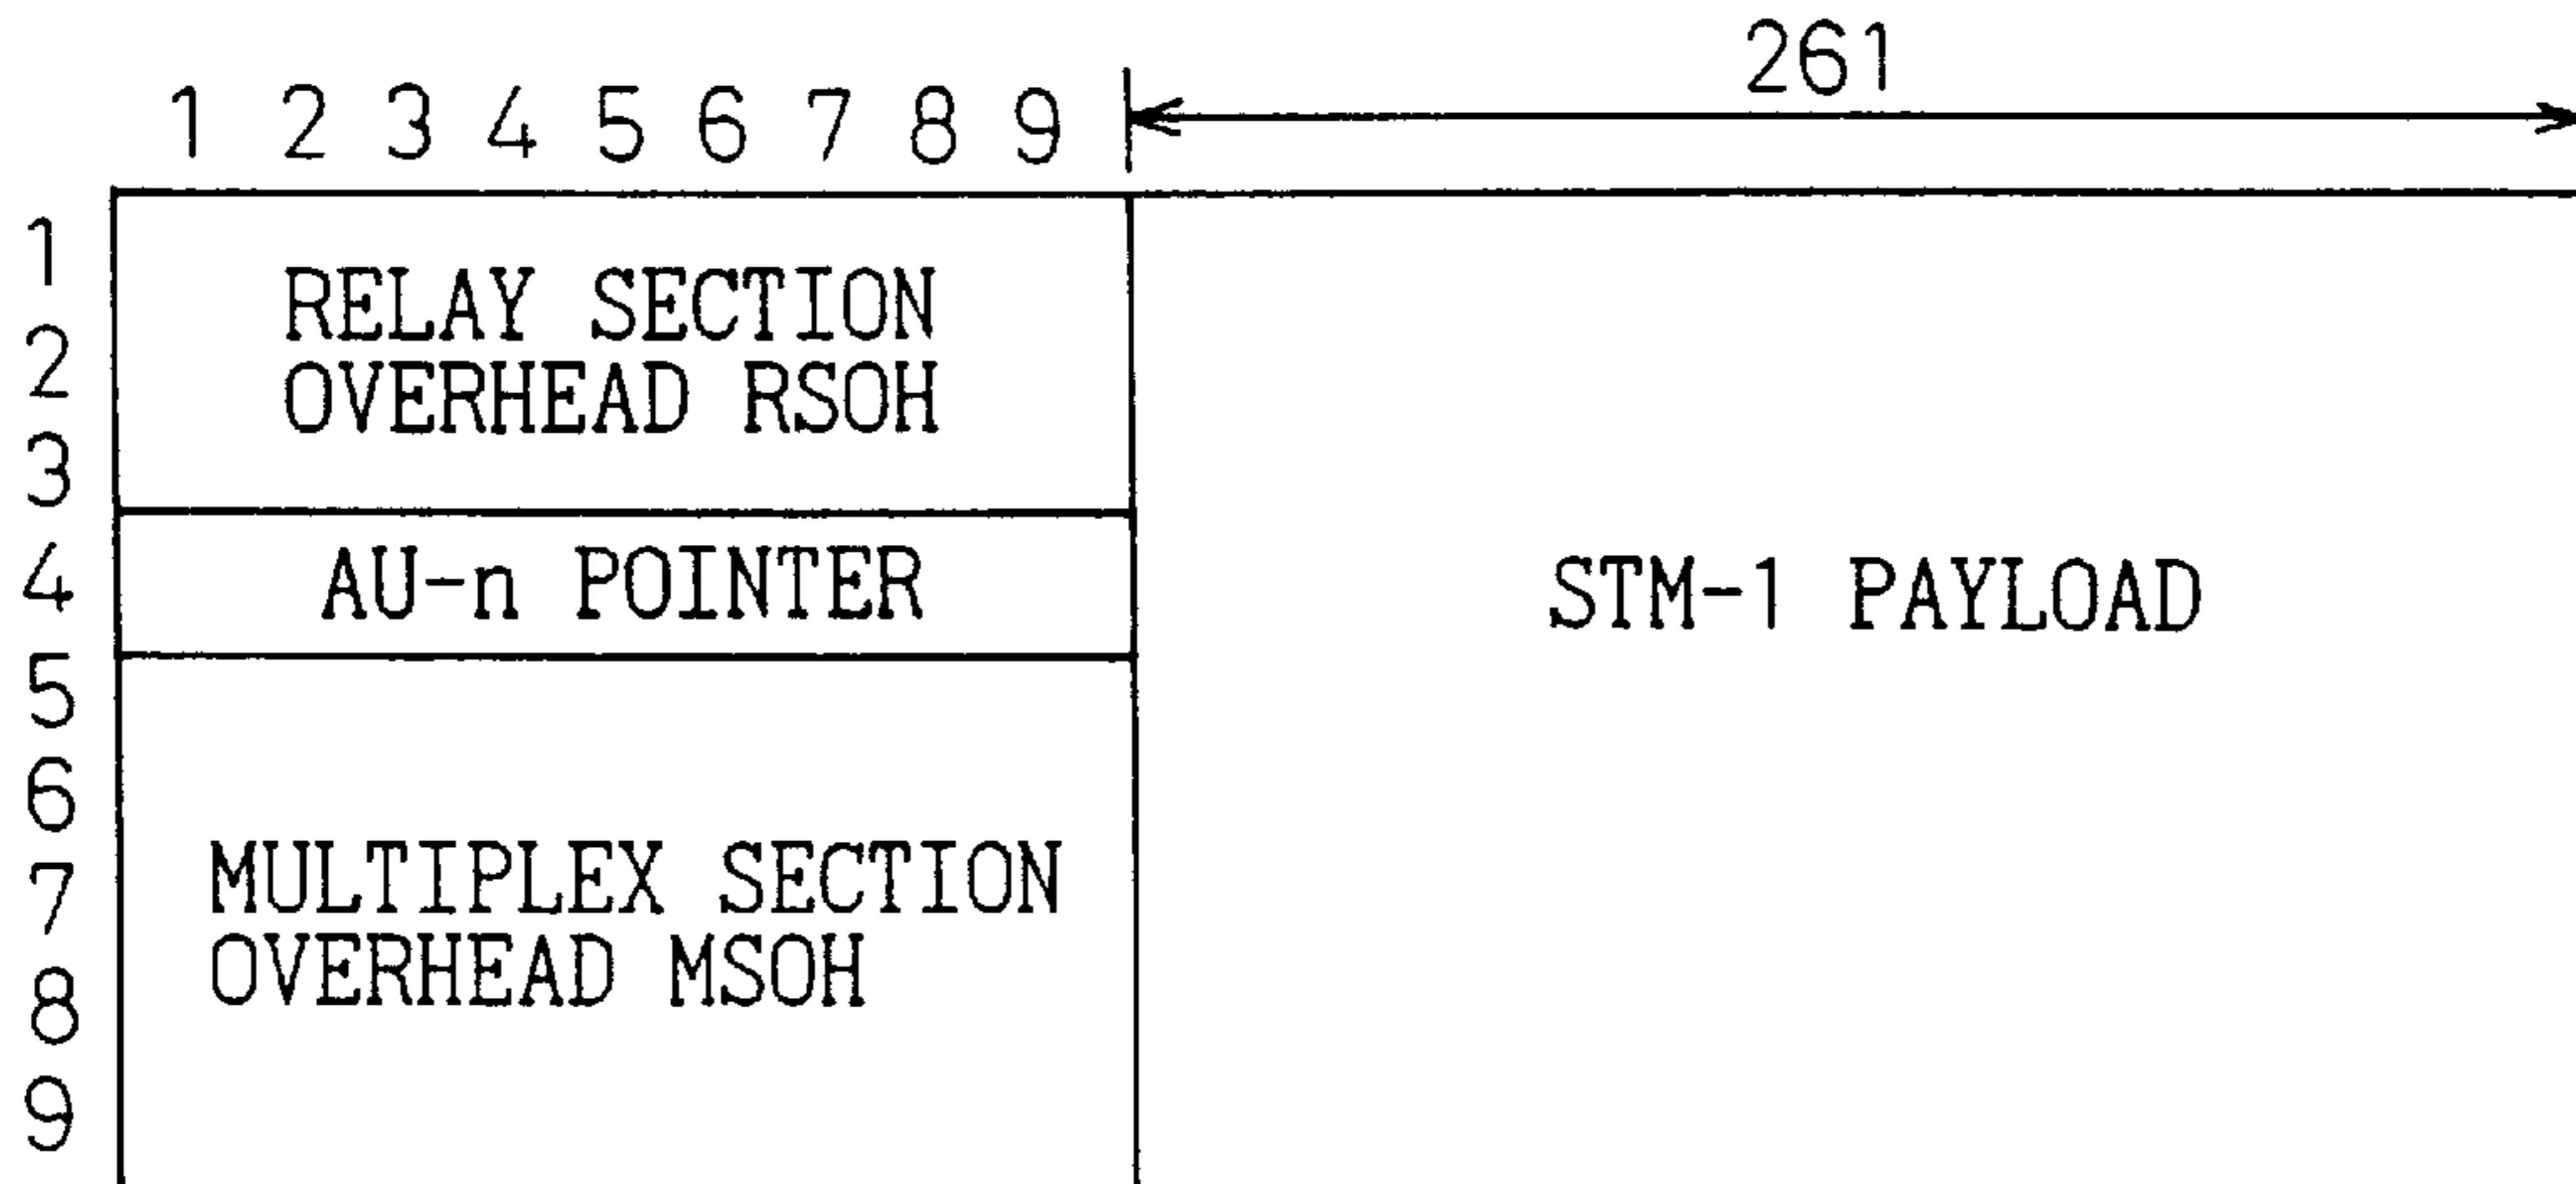 261
1 2 3 4 5 6 7 8 9
1
RELAY SECTION
2
OVERHEAD RSOH
3
4
AU-n POINTER
STM-1 PAYLOAD
5
6
7
MULTIPLEX SECTION
8
OVERHEAD MSOH
9